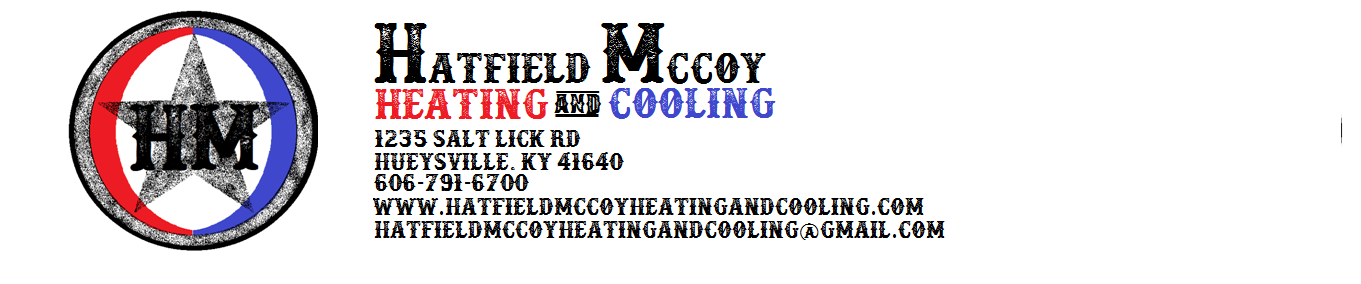 HM
HATFIELD MCCOY
HEATING AND COOLING
1235 SALT LICK RD
HUEYSVILLE, KY 41640
606-791-6700
WWW.HATFIELDMCCOYHEATINGANDCOOLING.COM
HATFIELDMCCOYHEATINGANDCOOLING@GMAIL.COM